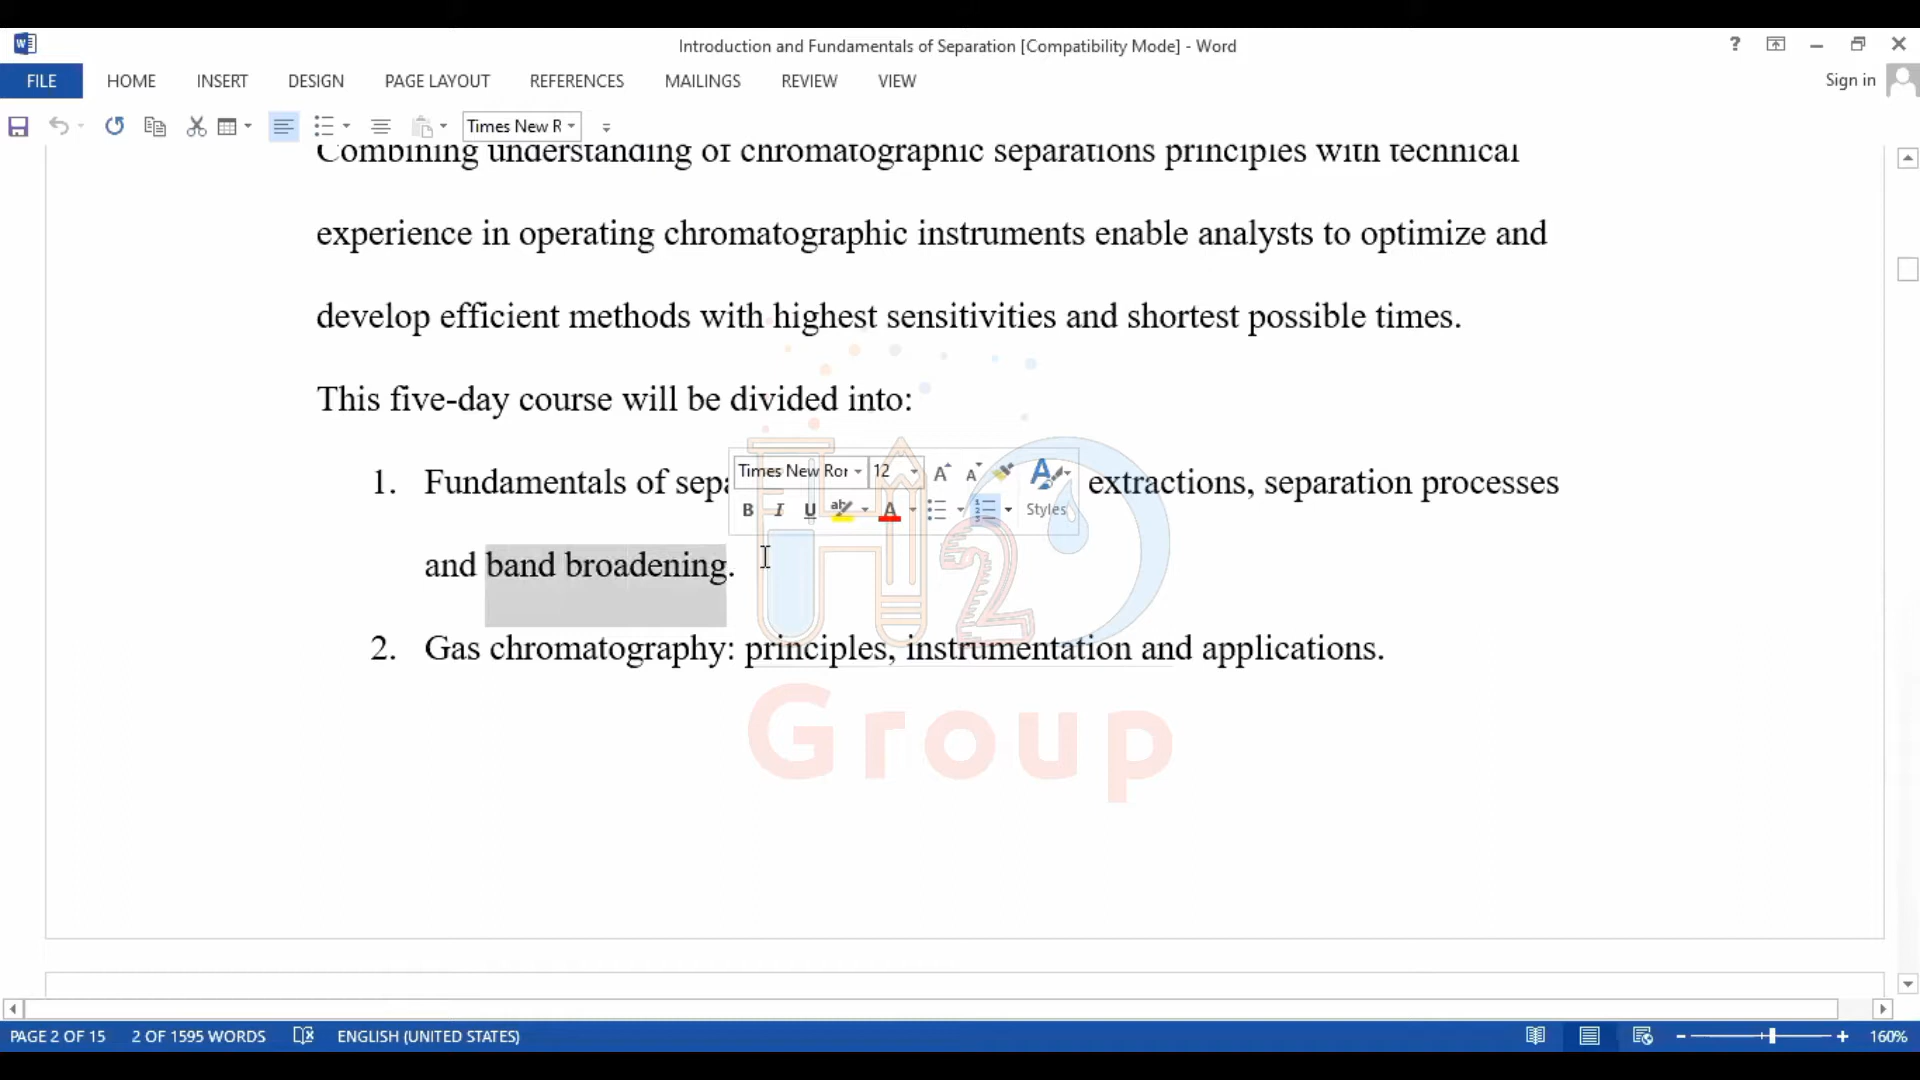 Introduction and Fundamentals of Separation [Compatibility Mode] - Word
?
FILE HOME INSERT DESIGN PAGE LAYOUT REFERENCES MAILINGS REVIEW VIEW Sign in
Times New R
Combining understanding of chromatographic separations principles with technical
experience in operating chromatographic instruments enable analysts to optimize and
develop efficient methods with highest sensitivities and shortest possible times.
This five-day course will be divided into:
Times New Ror 12
1. Fundamentals of sepa extractions, separation processes
B I U ab A Styles
and band broadening.
H2O
2. Gas chromatography: principles, instrumentation and applications.
Group
PAGE 2 OF 15 2 OF 1595 WORDS ENGLISH (UNITED STATES) 160%